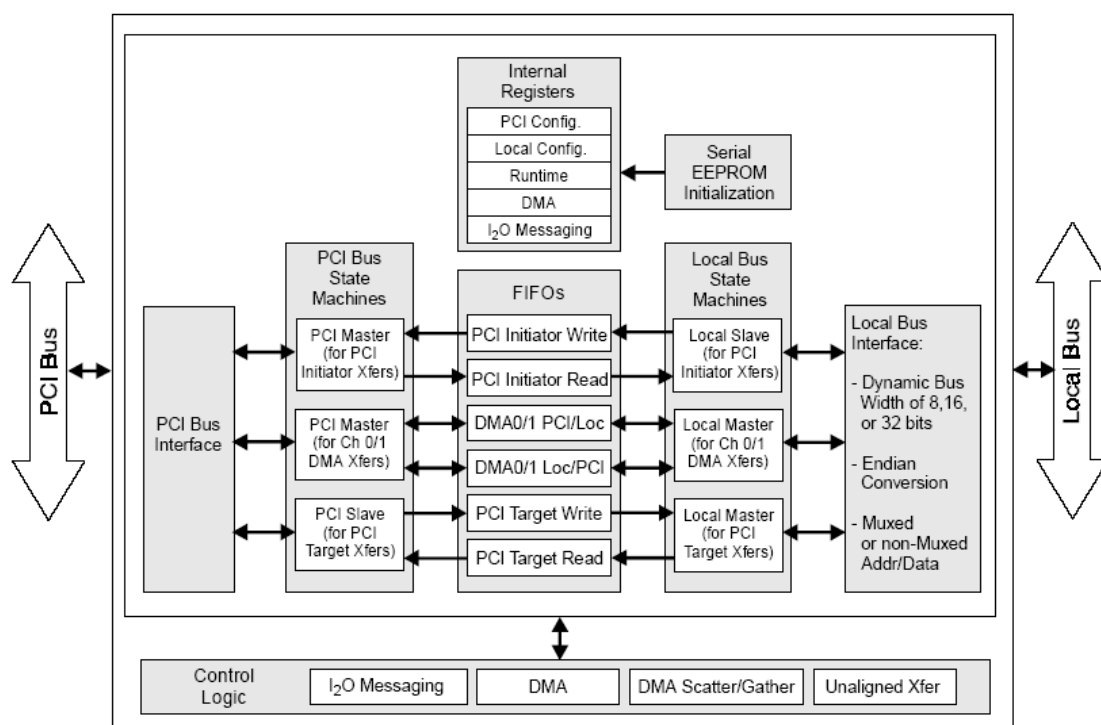 Internal
Registers
PCI Config.
Local Config.
Runtime
DMA
I₂O Messaging
Serial
EEPROM
Initialization
PCI Bus
PCI Bus
Interface
PCI Bus
State
Machines
PCI Master
(for PCI
Initiator Xfers)
PCI Master
(for Ch 0/1
DMA Xfers)
PCI Slave
(for PCI
Target Xfers)
FIFOs
PCI Initiator Write
PCI Initiator Read
DMA0/1 PCI/Loc
DMA0/1 Loc/PCI
PCI Target Write
PCI Target Read
Local Bus
State
Machines
Local Slave
(for PCI
Initiator Xfers)
Local Master
(for Ch 0/1
DMA Xfers)
Local Master
(for PCI
Target Xfers)
Local Bus
Interface:
- Dynamic Bus
Width of 8,16,
or 32 bits
- Endian
Conversion
- Muxed
or non-Muxed
Addr/Data
Local Bus
Control
Logic
I₂O Messaging
DMA
DMA Scatter/Gather
Unaligned Xfer